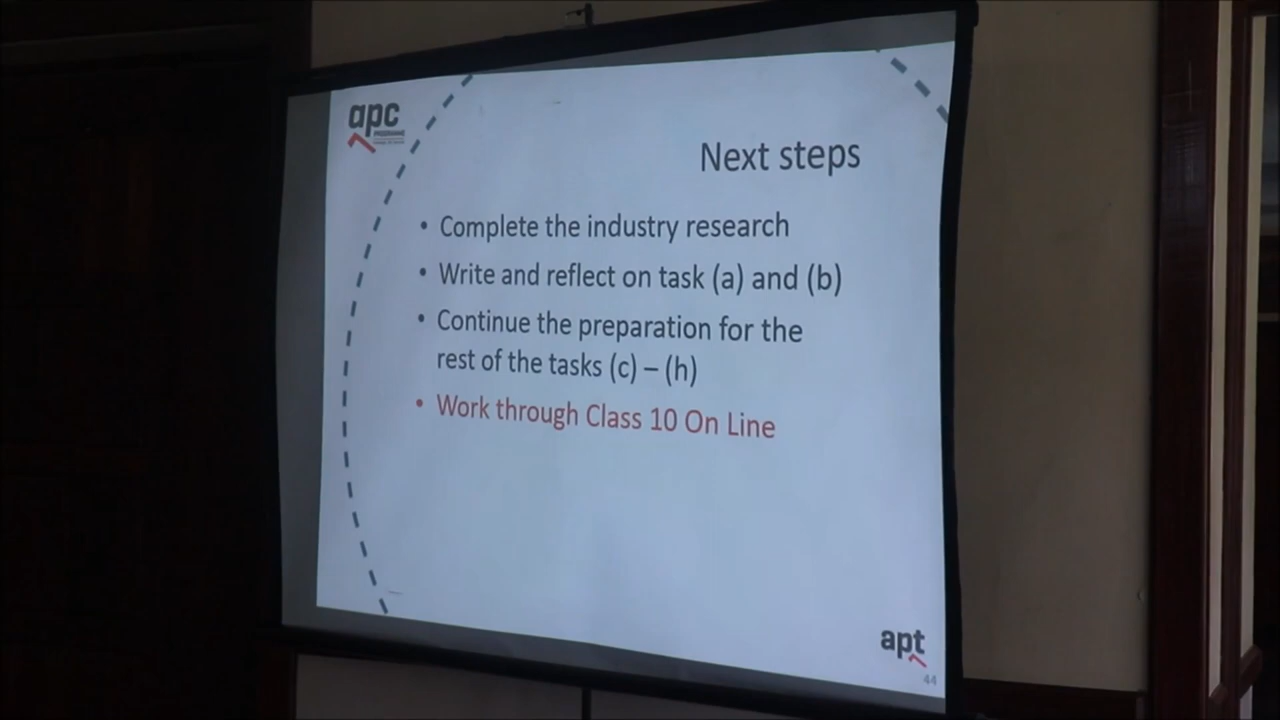 apc
PROGRAMME
Next steps
• Complete the industry research
• Write and reflect on task (a) and (b)
• Continue the preparation for the
rest of the tasks (c) – (h)
• Work through Class 10 On Line
apt
44